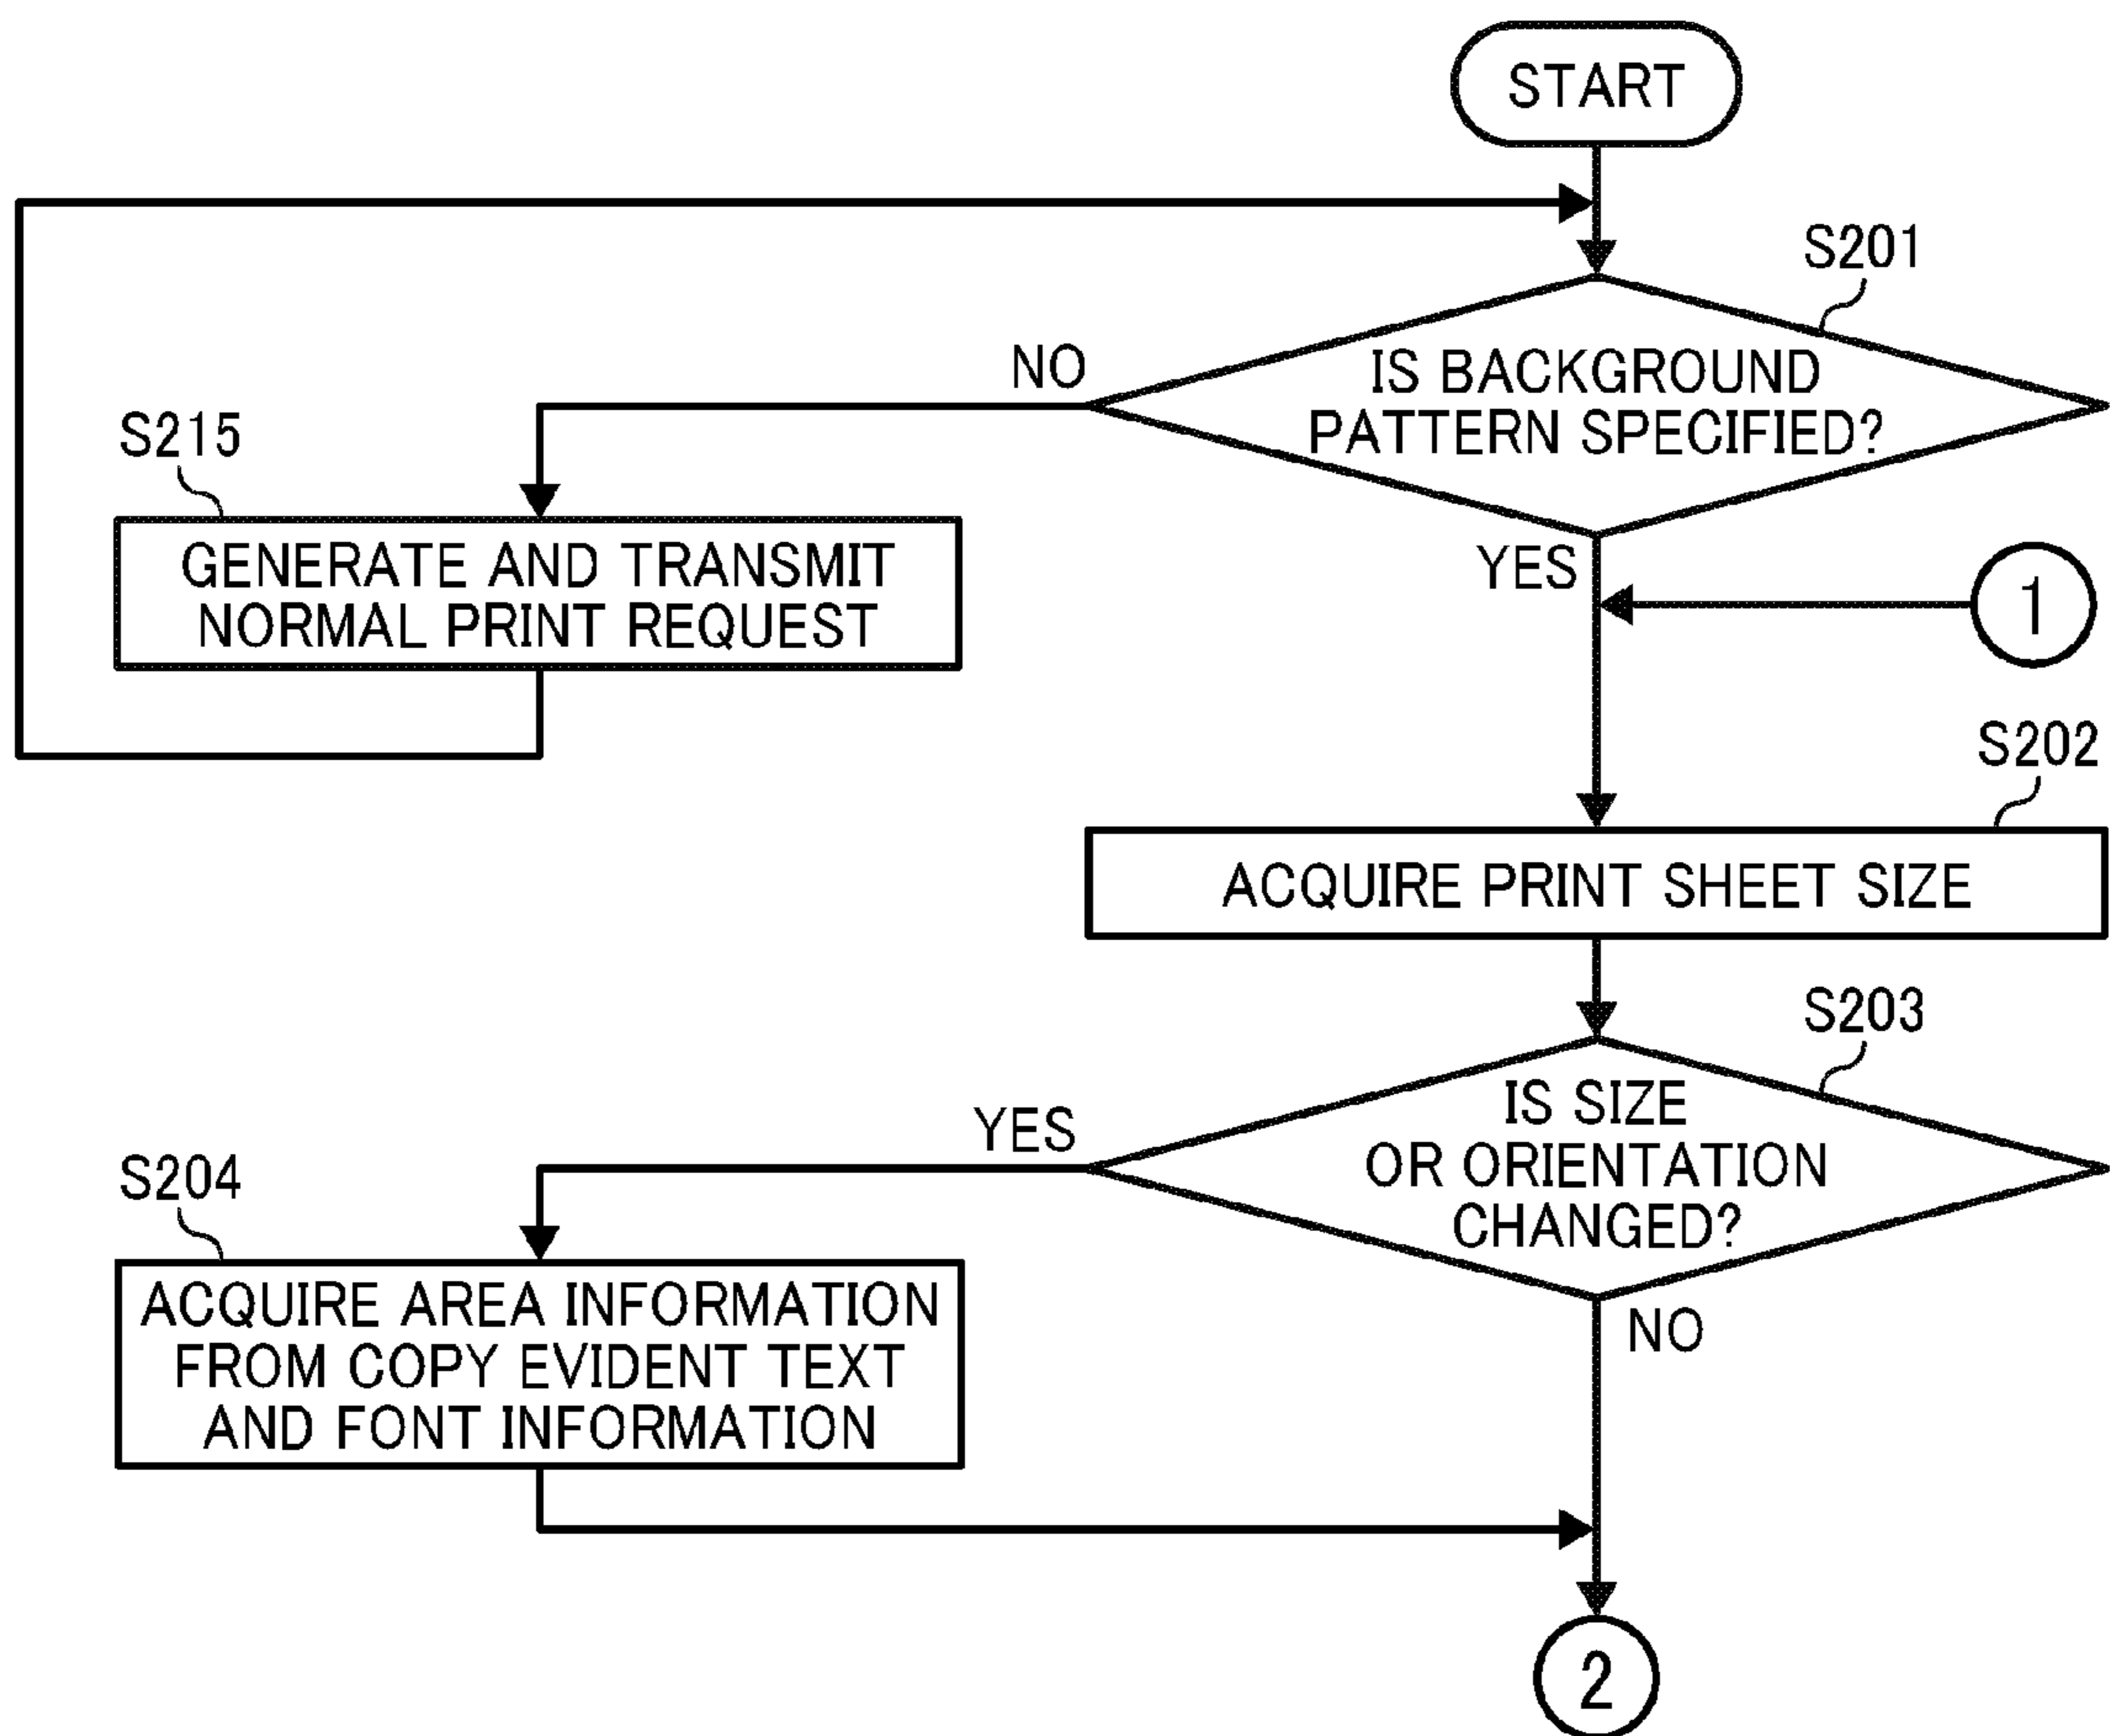 START
S201
IS BACKGROUND
PATTERN SPECIFIED?
NO
S215
GENERATE AND TRANSMIT
NORMAL PRINT REQUEST
YES
1
S202
ACQUIRE PRINT SHEET SIZE
S203
IS SIZE
OR ORIENTATION
CHANGED?
YES
S204
ACQUIRE AREA INFORMATION
FROM COPY EVIDENT TEXT
AND FONT INFORMATION
NO
2